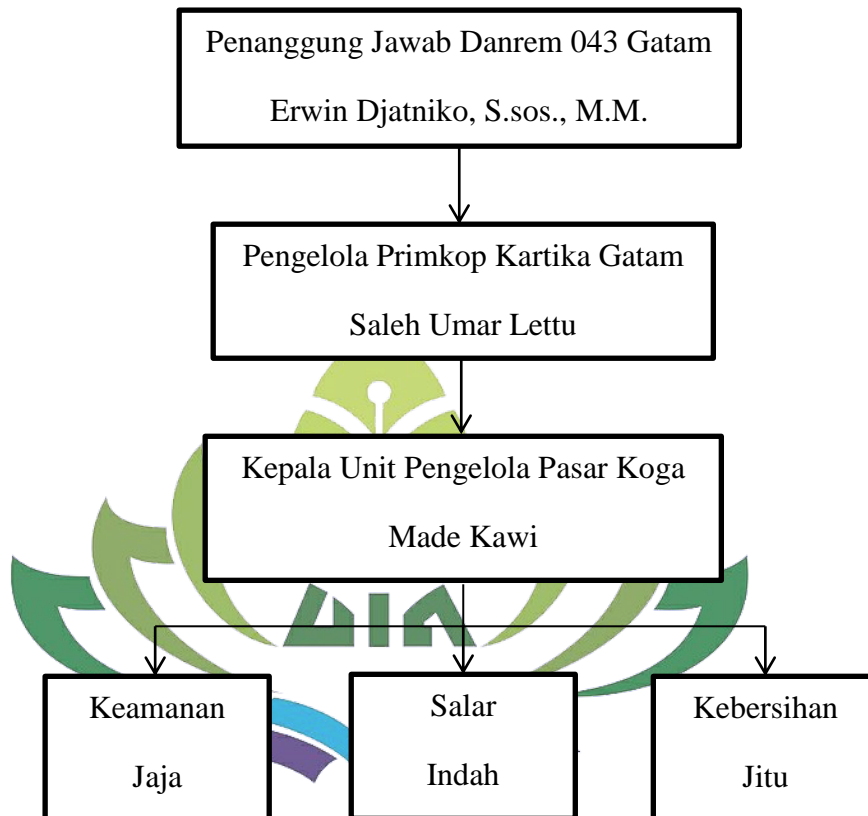 Penanggung Jawab Danrem 043 Gatam
Erwin Djatniko, S.sos., M.M.
Pengelola Primkop Kartika Gatam
Saleh Umar Lettu
Kepala Unit Pengelola Pasar Koga
Made Kawi
UIN
Keamanan
Jaja
Salar
Indah
Kebersihan
Jitu